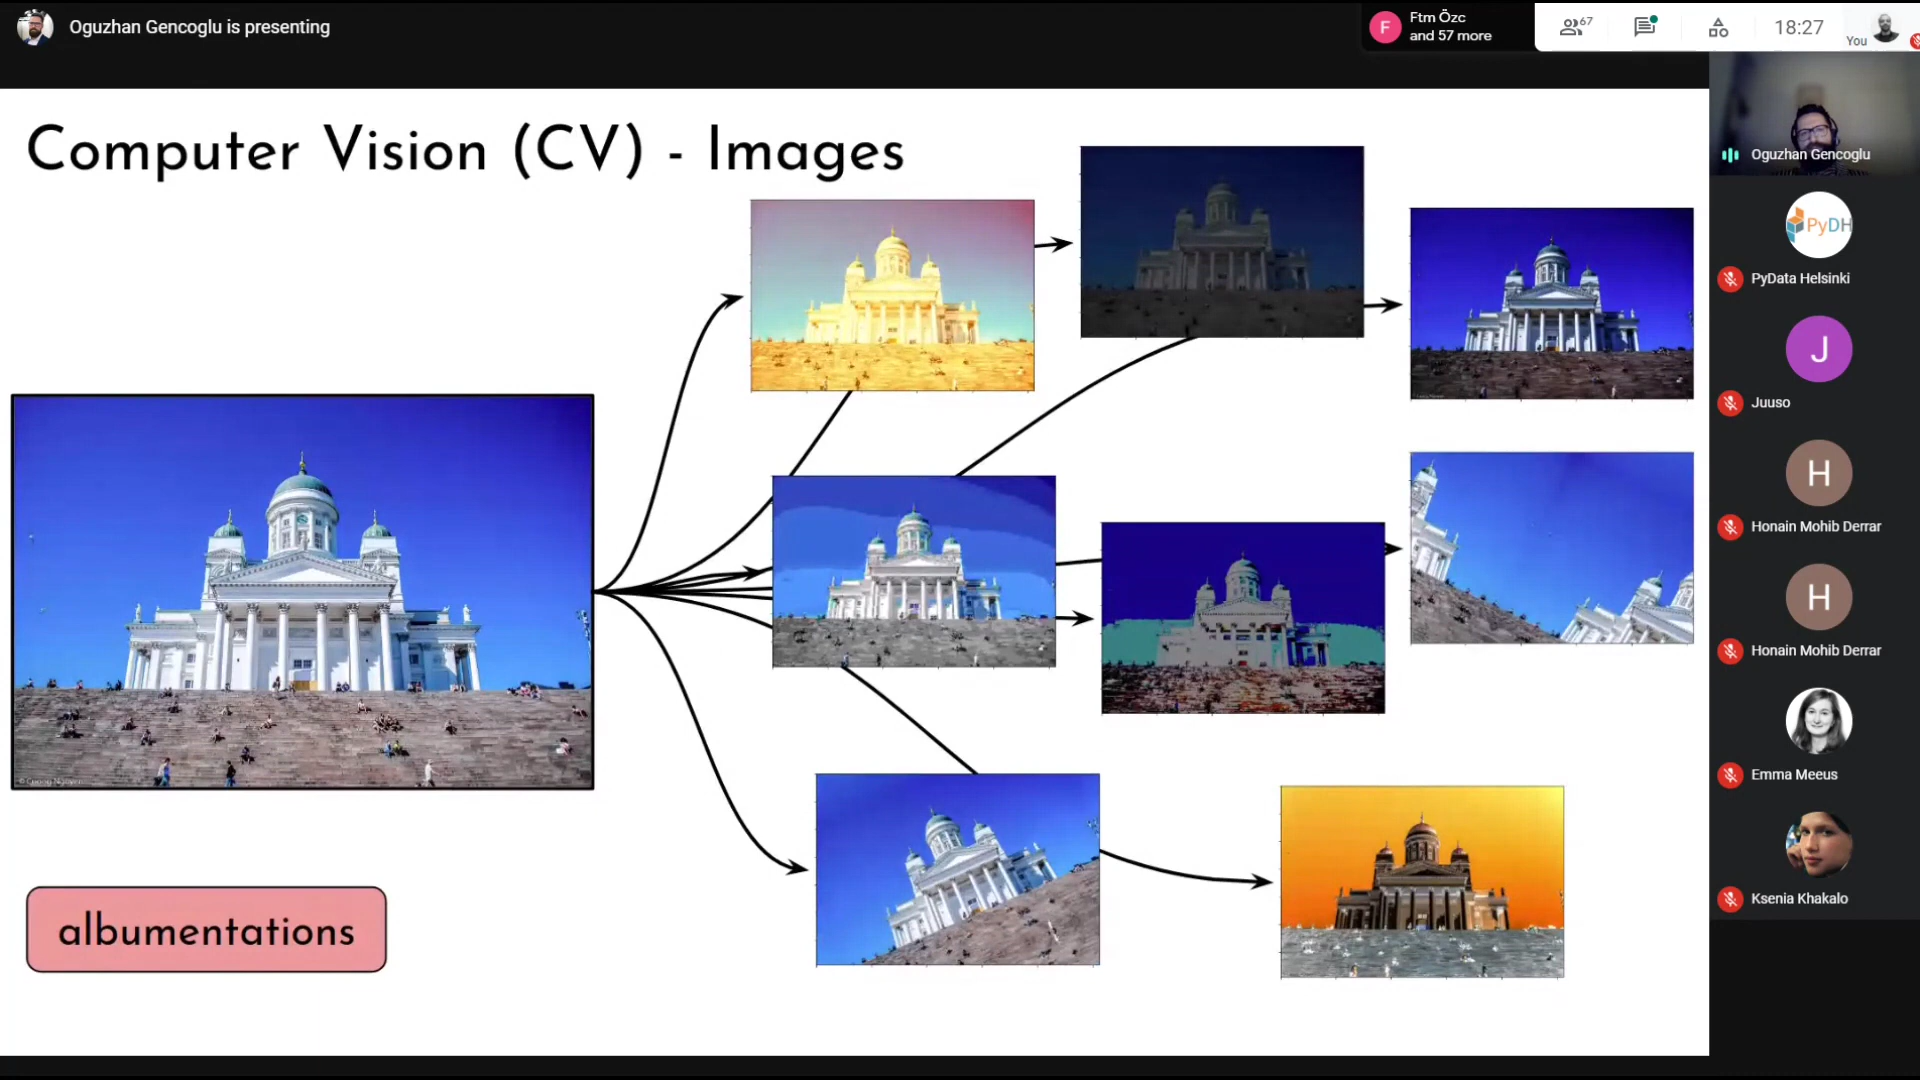 Oguzhan Gencoglu is presenting
F
Ftm Özc
and 57 more
67
18:27
You
Computer Vision (CV) - Images
albumentations
Oguzhan Gencoglu
PyDH
PyData Helsinki
J
Juuso
H
Honain Mohib Derrar
H
Honain Mohib Derrar
Emma Meeus
Ksenia Khakalo